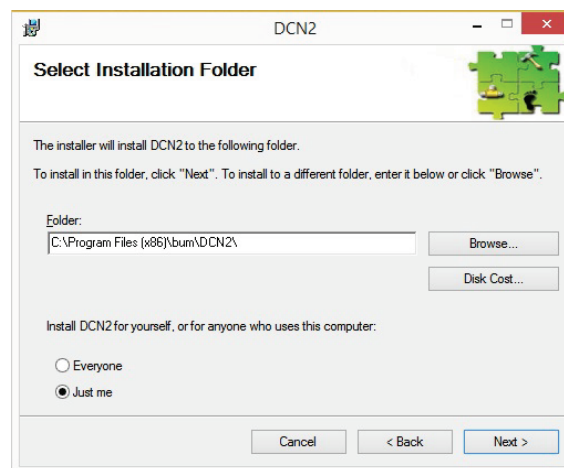 DCN2
Select Installation Folder
The installer will install DCN2 to the following folder.
To install in this folder, click "Next". To install to a different folder, enter it below or click "Browse".
Folder:
C:\Program Files (x86)\bum\DCN2\
Browse...
Disk Cost...
Install DCN2 for yourself, or for anyone who uses this computer:
Everyone
Just me
Cancel
< Back
Next >